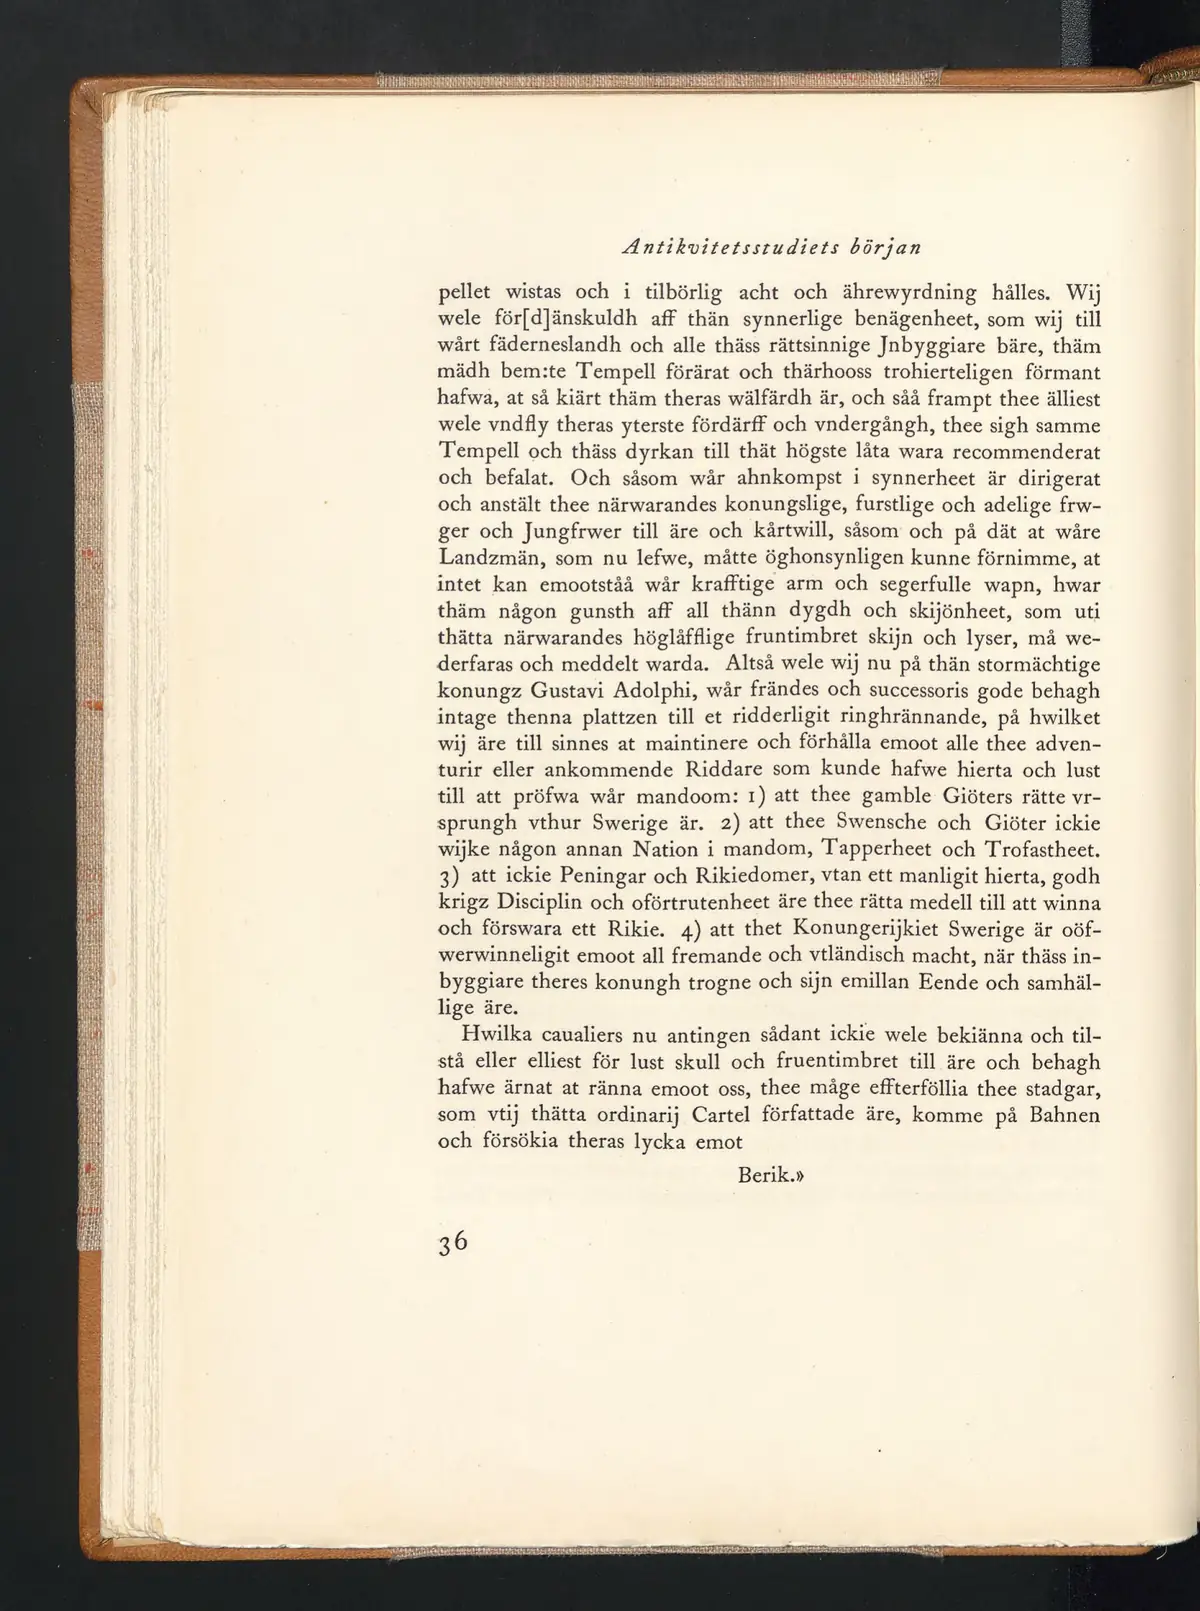 Antikvitetsstudiets början
pellet wistas och i tilbörlig acht och ährewyrdning hålles. Wij
wele för[d]änskuldh aff thän synnerlige benägenheet, som wij till
wårt fäderneslandh och alle thäss rättsinnige Jnbyggiare bäre, thäm
mädh bem:te Tempell förärat och thärhooss trohierteligen förmant
hafwa, at så kiärt thäm theras wälfärdh är, och såå frampt thee älliest
wele vndfly theras yterste fördärff och vndergångh, thee sigh samme
Tempell och thäss dyrkan till thät högste låta wara recommenderat
och befalat. Och såsom wår ahnkompst i synnerheet är dirigerat
och anstält thee närwarandes konungslige, furstlige och adelige frw-
ger och Jungfrwer till äre och kårtwill, såsom och på dät at wåre
Landzmän, som nu lefwe, måtte öghonsynligen kunne förnimme, at
intet kan emootståå wår krafftige arm och segerfulle wapn, hwar
thäm någon gunsth aff all thänn dygdh och skijönheet, som uti
thätta närwarandes höglåfflige fruntimbret skijn och lyser, må we-
derfaras och meddelt warda. Altså wele wij nu på thän stormächtige
konungz Gustavi Adolphi, wår frändes och successoris gode behagh
intage thenna plattzen till et ridderligit ringhrännande, på hwilket
wij äre till sinnes at maintinere och förhålla emoot alle thee adven-
turir eller ankommende Riddare som kunde hafwe hierta och lust
till att pröfwa wår mandoom: 1) att thee gamble Giöters rätte vr-
sprungh vthur Swerige är. 2) att thee Swensche och Giöter ickie
wijke någon annan Nation i mandom, Tapperheet och Trofastheet.
3) att ickie Peningar och Rikiedomer, vtan ett manligit hierta, godh
krigz Disciplin och oförtrutenheet äre thee rätta medell till att winna
och förswara ett Rikie. 4) att thet Konungerijkiet Swerige är oöf-
werwinneligit emoot all fremande och vtländisch macht, när thäss in-
byggiare theres konungh trogne och sijn emillan Eende och samhäl-
lige äre.
Hwilka caualiers nu antingen sådant ickie wele bekiänna och til-
stå eller elliest för lust skull och fruentimbret till äre och behagh
hafwe ärnat at ränna emoot oss, thee måge effterföllia thee stadgar,
som vtij thätta ordinarij Cartel författade äre, komme på Bahnen
och försökia theras lycka emot
Berik.»
36